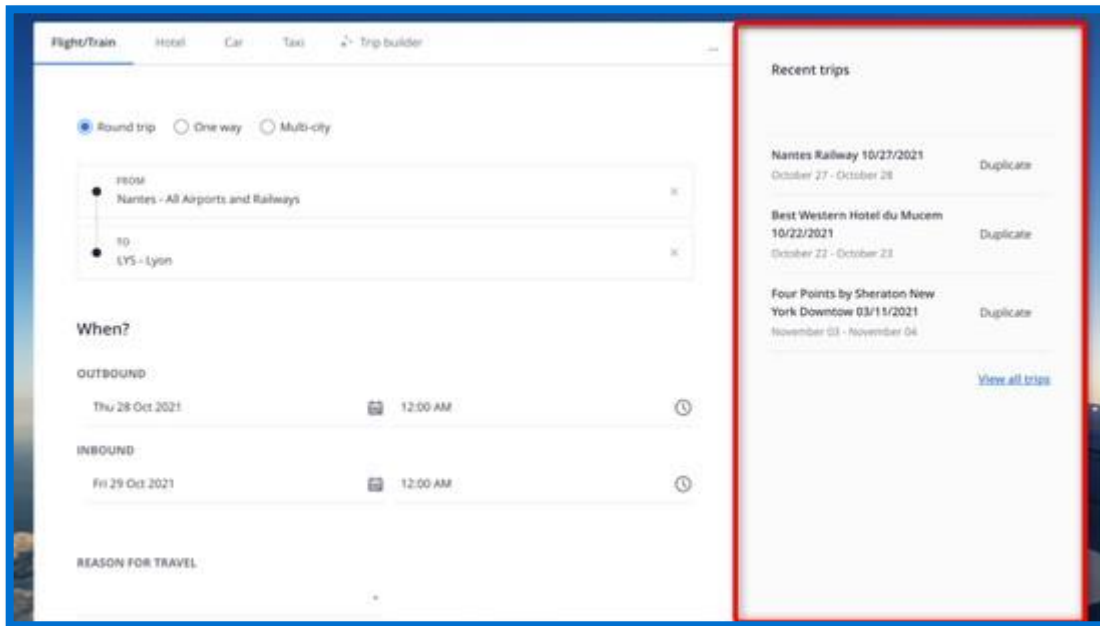 Flight/Train Hotel Car Taxi Trip builder ...
Round trip One way Multi-city
FROM
Nantes - All Airports and Railways
TO
LYS - Lyon
When?
OUTBOUND
Thu 28 Oct 2021 12:00 AM
INBOUND
Fri 29 Oct 2021 12:00 AM
REASON FOR TRAVEL
Recent trips
Nantes Railway 10/27/2021
October 27 - October 28
Duplicate
Best Western Hotel du Mucem
10/22/2021
October 22 - October 23
Duplicate
Four Points by Sheraton New
York Downtow 03/11/2021
November 03 - November 04
Duplicate
View all trips